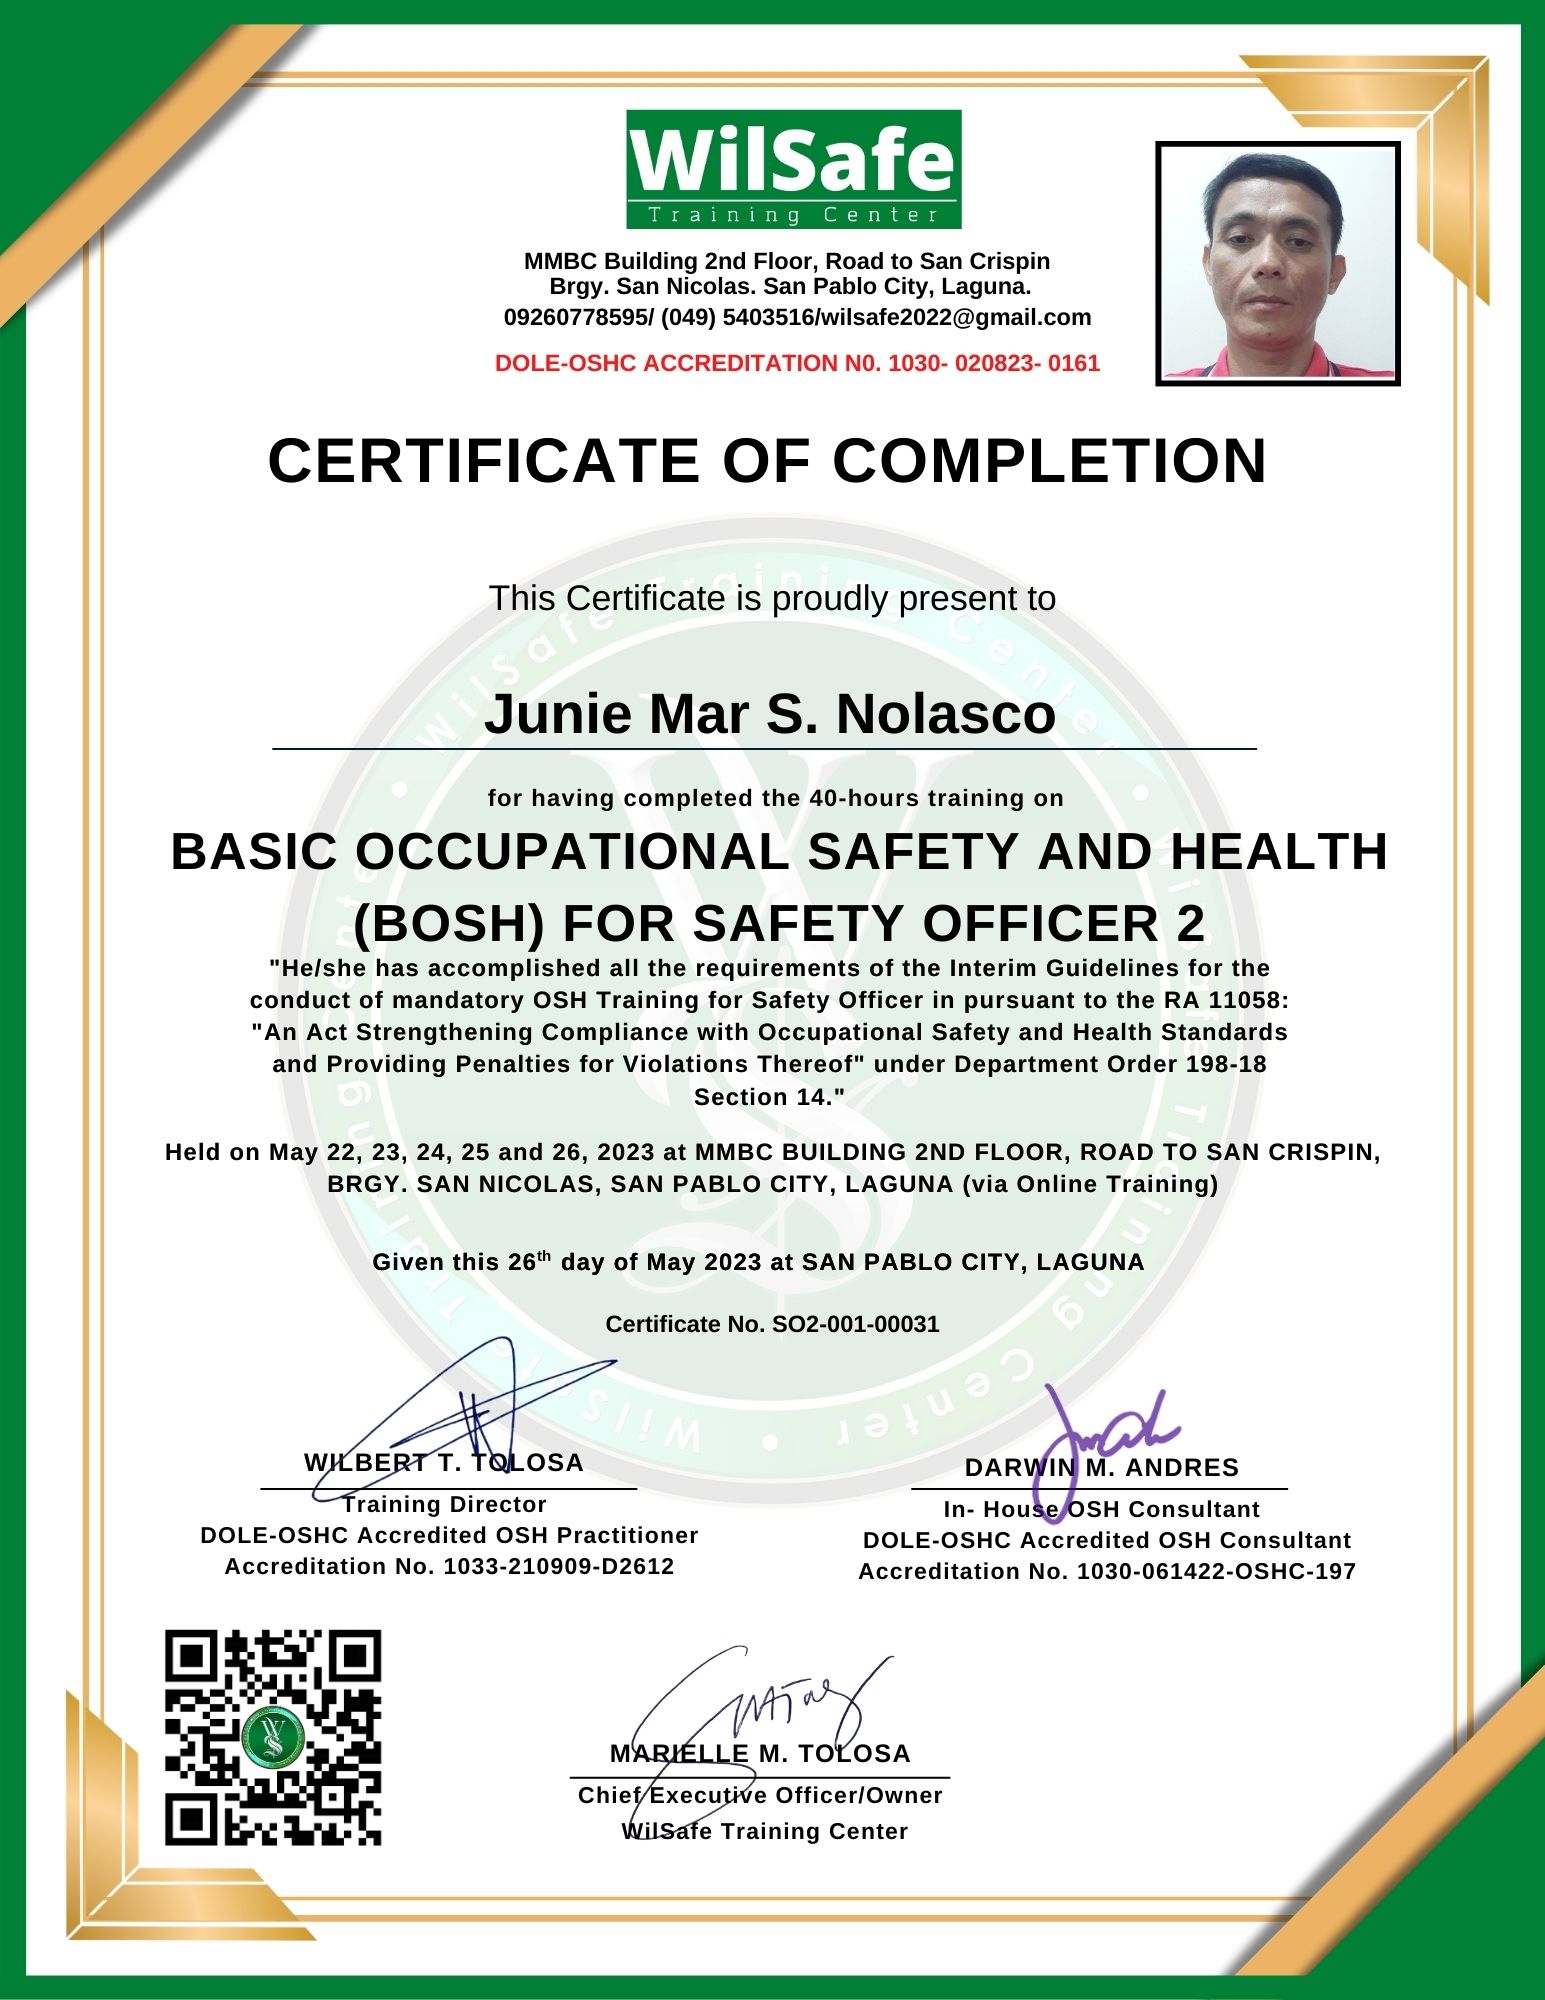 WilSafe
Training Center
MMBC Building 2nd Floor, Road to San Crispin
Brgy. San Nicolas. San Pablo City, Laguna.
09260778595/ (049) 5403516/wilsafe2022@gmail.com
DOLE-OSHC ACCREDITATION N0. 1030- 020823- 0161
CERTIFICATE OF COMPLETION
This Certificate is proudly present to
Junie Mar S. Nolasco
for having completed the 40-hours training on
BASIC OCCUPATIONAL SAFETY AND HEALTH
(BOSH) FOR SAFETY OFFICER 2
"He/she has accomplished all the requirements of the Interim Guidelines for the
conduct of mandatory OSH Training for Safety Officer in pursuant to the RA 11058:
"An Act Strengthening Compliance with Occupational Safety and Health Standards
and Providing Penalties for Violations Thereof" under Department Order 198-18
Section 14."
Held on May 22, 23, 24, 25 and 26, 2023 at MMBC BUILDING 2ND FLOOR, ROAD TO SAN CRISPIN,
BRGY. SAN NICOLAS, SAN PABLO CITY, LAGUNA (via Online Training)
Given this 26th day of May 2023 at SAN PABLO CITY, LAGUNA
Certificate No. SO2-001-00031
WILBERT T. TOLOSA
Training Director
DOLE-OSHC Accredited OSH Practitioner
Accreditation No. 1033-210909-D2612
DARWIN M. ANDRES
In- House OSH Consultant
DOLE-OSHC Accredited OSH Consultant
Accreditation No. 1030-061422-OSHC-197
MARIELLE M. TOLOSA
Chief Executive Officer/Owner
WilSafe Training Center
WilSafe Training Center • WilSafe Training Center • WilSafe Training Center •